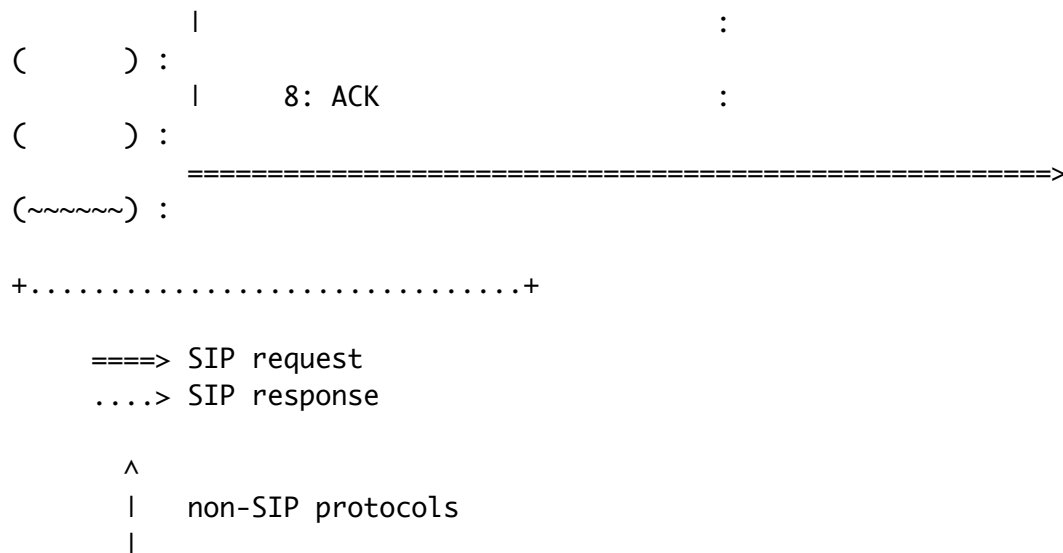 |                                :
(      ) :
           |     8: ACK                     :
(      ) :
           ======================================================>
(~~~~~~) :
+...............................+
     ====> SIP request
     ....> SIP response
       ^
       |   non-SIP protocols
       |